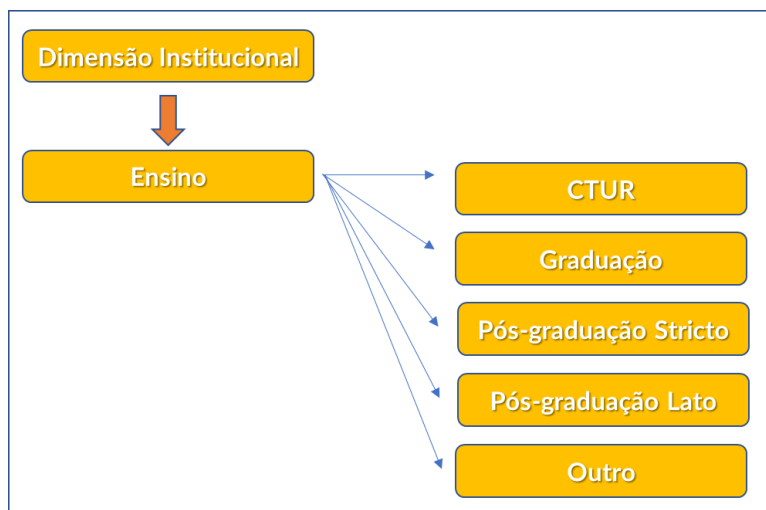 Dimensão Institucional
Ensino
CTUR
Graduação
Pós-graduação Stricto
Pós-graduação Lato
Outro